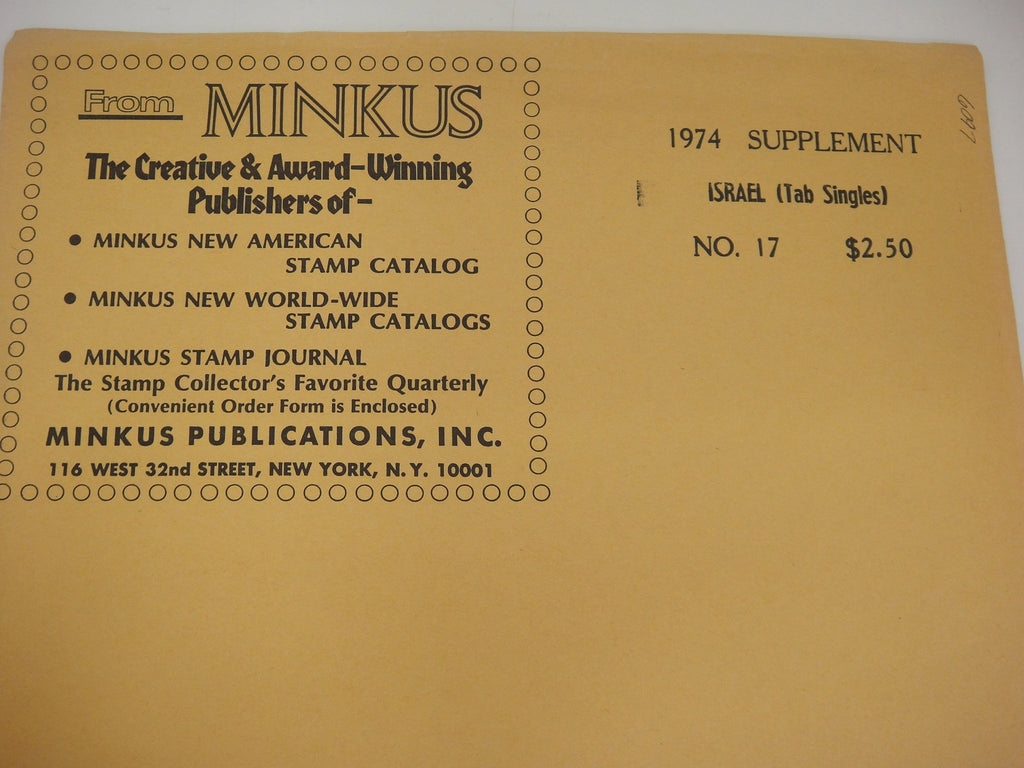 From MINKUS
The Creative & Award-Winning
Publishers of-
• MINKUS NEW AMERICAN
STAMP CATALOG
• MINKUS NEW WORLD-WIDE
STAMP CATALOGS
• MINKUS STAMP JOURNAL
The Stamp Collector's Favorite Quarterly
(Convenient Order Form is Enclosed)
MINKUS PUBLICATIONS, INC.
116 WEST 32nd STREET, NEW YORK, N.Y. 10001
1974 SUPPLEMENT
ISRAEL (Tab Singles)
NO. 17 $2.50